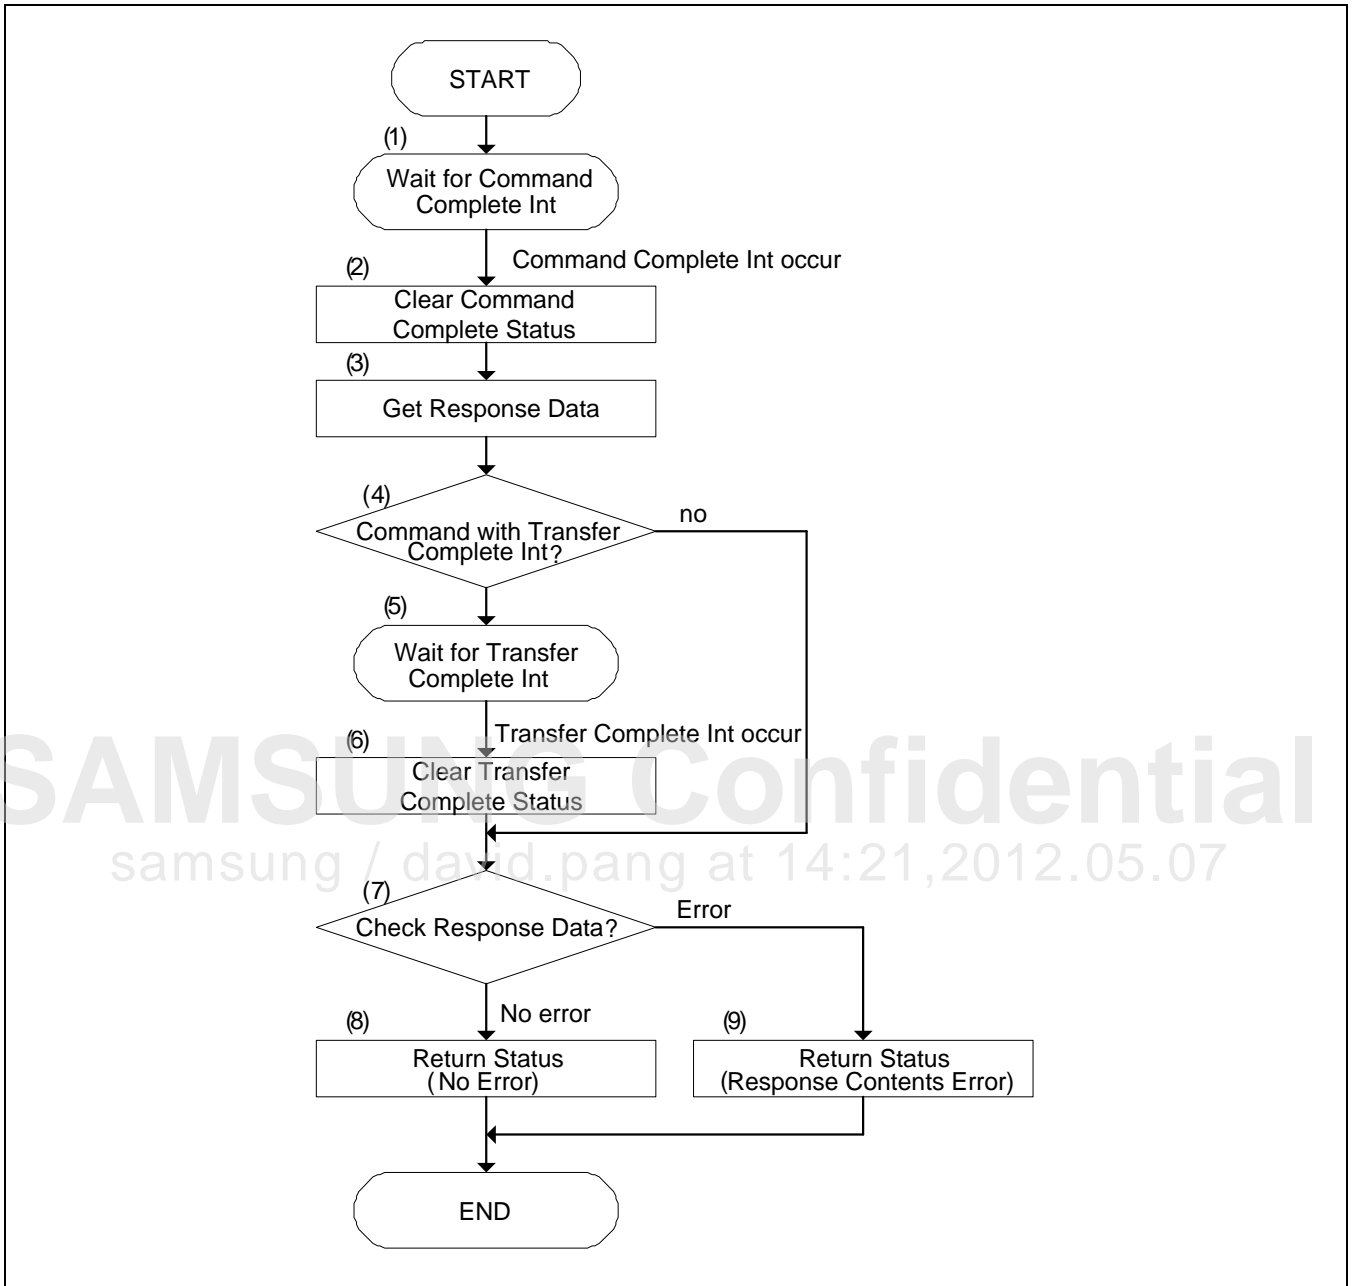 START
(1)
Wait for Command
Complete Int
Command Complete Int occur
(2)
Clear Command
Complete Status
(3)
Get Response Data
(4)
no
Command with Transfer
Complete Int?
(5)
Wait for Transfer
Complete Int
Transfer Complete Int occur
(6)
Clear Transfer
Complete Status
SAMSUNG Confidential
samsung / david.pang at 14:21,2012.05.07
(7)
Error
Check Response Data?
No error
(8)
Return Status
(No Error)
(9)
Return Status
(Response Contents Error)
END